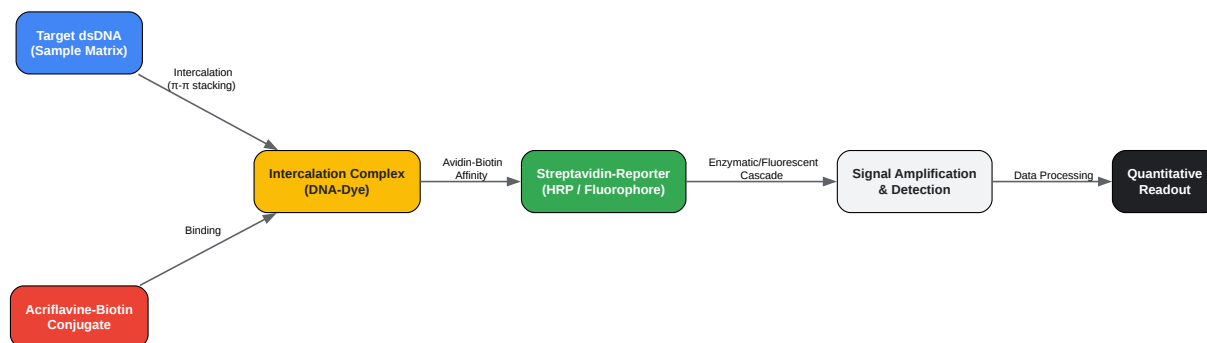 Target dsDNA
(Sample Matrix)
Intercalation
(π-π stacking)
Intercalation Complex
(DNA-Dye)
Avidin-Biotin
Affinity
Streptavidin-Reporter
(HRP / Fluorophore)
Enzymatic/Fluorescent
Cascade
Signal Amplification
& Detection
Data Processing
Quantitative
Readout
Binding
Acriflavine-Biotin
Conjugate